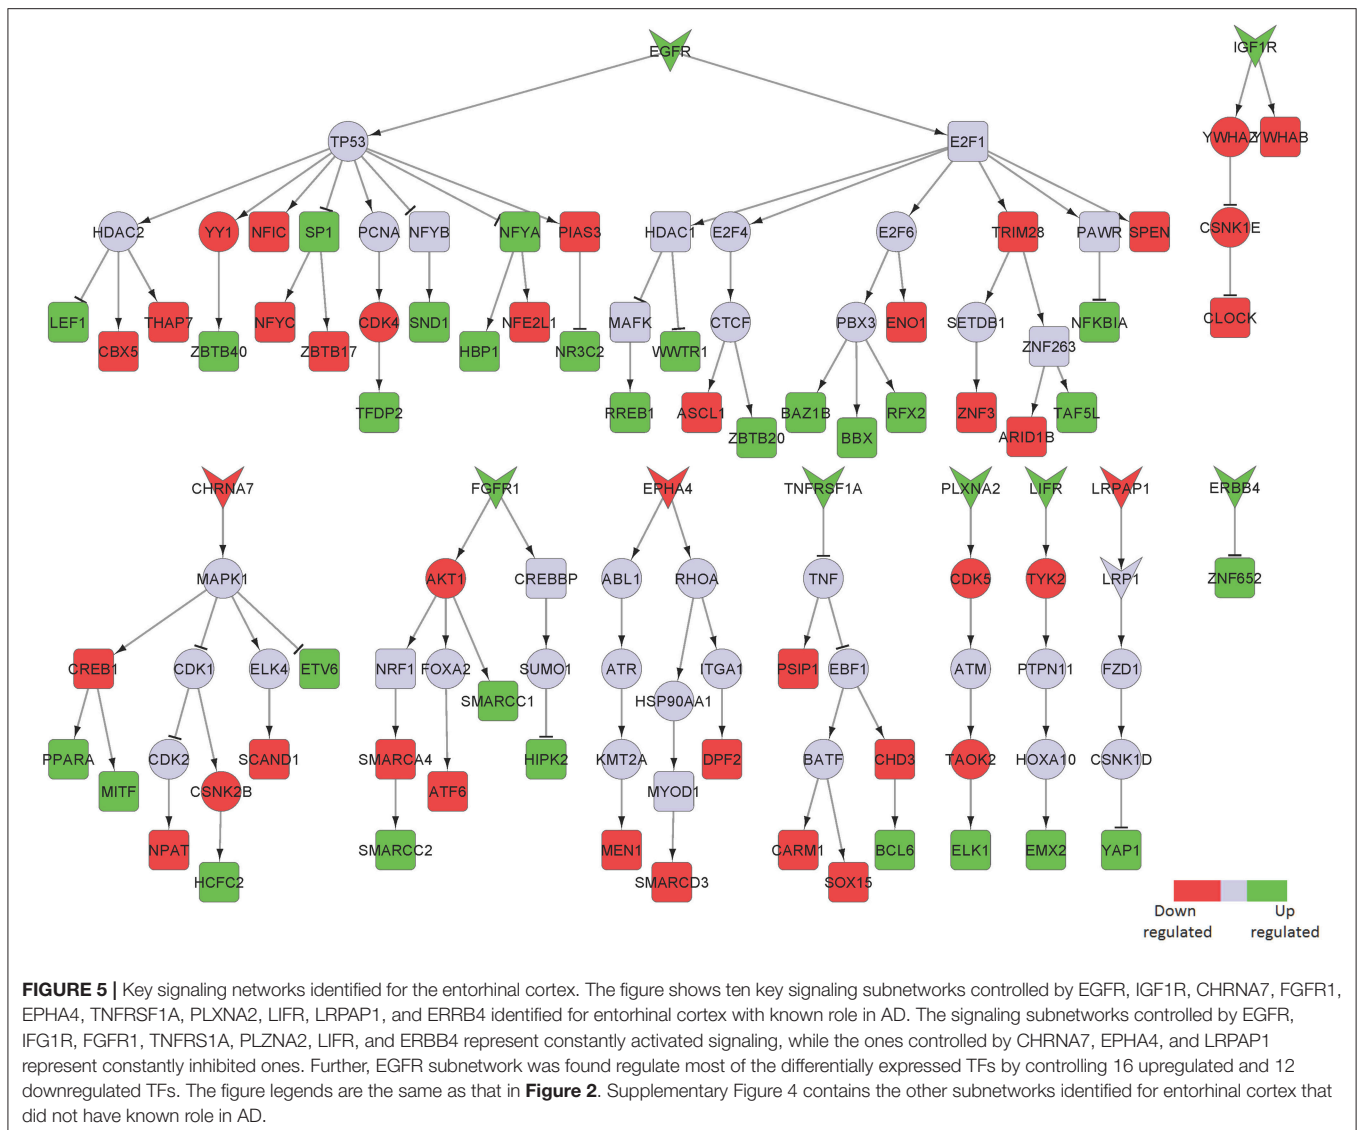 EGFR
IGF1R
TP53
E2F1
YWHAZ
YWHAB
HDAC2
YY1
NFIC
SP1
PCNA
NFYB
NFYA
PIAS3
HDAC1
E2F4
E2F6
TRIM28
PAWR
SPEN
CSNK1E
LEF1
CBX5
THAP7
ZBTB40
NFYC
ZBTB17
CDK4
SND1
HBP1
NFE2L1
NR3C2
MAFK
WWTR1
CTCF
PBX3
ENO1
SETDB1
ZNF263
NFKBIA
CLOCK
TFDP2
RREB1
ASCL1
ZBTB20
BAZ1B
BBX
RFX2
ZNF3
ARID1B
TAF5L
CHRNA7
FGFR1
EPHA4
TNFRSF1A
PLXNA2
LIFR
LRPAP1
ERBB4
MAPK1
AKT1
CREBBP
ABL1
RHOA
TNF
CDK5
TYK2
LRP1
ZNF652
CREB1
CDK1
ELK4
ETV6
NRF1
FOXA2
SMARCC1
SUMO1
ATR
HSP90AA1
ITGA1
PSIP1
EBF1
ATM
PTPN11
FZD1
PPARA
MITF
CDK2
CSNK2B
SCAND1
SMARCA4
ATF6
HIPK2
KMT2A
MYOD1
DPF2
BATF
CHD3
TAOK2
HOXA10
CSNK1D
NPAT
HCFC2
SMARCC2
MEN1
SMARCD3
CARM1
SOX15
BCL6
ELK1
EMX2
YAP1
Down regulated
Up regulated
FIGURE 5 | Key signaling networks identified for the entorhinal cortex. The figure shows ten key signaling subnetworks controlled by EGFR, IGF1R, CHRNA7, FGFR1,
EPHA4, TNFRSF1A, PLXNA2, LIFR, LRPAP1, and ERRB4 identified for entorhinal cortex with known role in AD. The signaling subnetworks controlled by EGFR,
IFG1R, FGFR1, TNFRS1A, PLZNA2, LIFR, and ERBB4 represent constantly activated signaling, while the ones controlled by CHRNA7, EPHA4, and LRPAP1
represent constantly inhibited ones. Further, EGFR subnetwork was found regulate most of the differentially expressed TFs by controlling 16 upregulated and 12
downregulated TFs. The figure legends are the same as that in Figure 2. Supplementary Figure 4 contains the other subnetworks identified for entorhinal cortex that
did not have known role in AD.